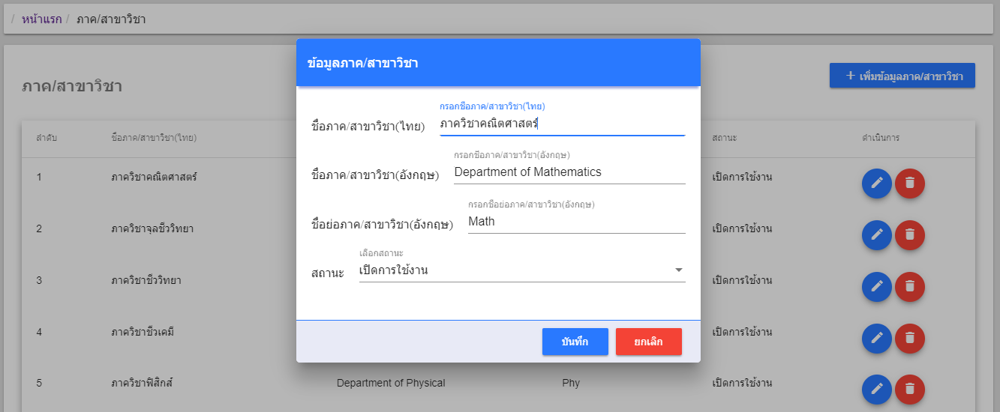 / หน้าแรก / ภาค/สาขาวิชา
ภาค/สาขาวิชา
+ เพิ่มข้อมูลภาค/สาขาวิชา
ข้อมูลภาค/สาขาวิชา
กรอกชื่อภาค/สาขาวิชา(ไทย)
ชื่อภาค/สาขาวิชา(ไทย) ภาควิชาคณิตศาสตร์
กรอกชื่อภาค/สาขาวิชา(อังกฤษ)
ชื่อภาค/สาขาวิชา(อังกฤษ) Department of Mathematics
กรอกชื่อย่อภาค/สาขาวิชา(อังกฤษ)
ชื่อย่อภาค/สาขาวิชา(อังกฤษ) Math
เลือกสถานะ
สถานะ เปิดการใช้งาน
บันทึก ยกเลิก
ลำดับ ชื่อภาค/สาขาวิชา(ไทย) สถานะ ดำเนินการ
1 ภาควิชาคณิตศาสตร์ เปิดการใช้งาน
2 ภาควิชาจุลชีววิทยา เปิดการใช้งาน
3 ภาควิชาชีววิทยา เปิดการใช้งาน
4 ภาควิชาชีวเคมี เปิดการใช้งาน
5 ภาควิชาฟิสิกส์ Department of Physical Phy เปิดการใช้งาน